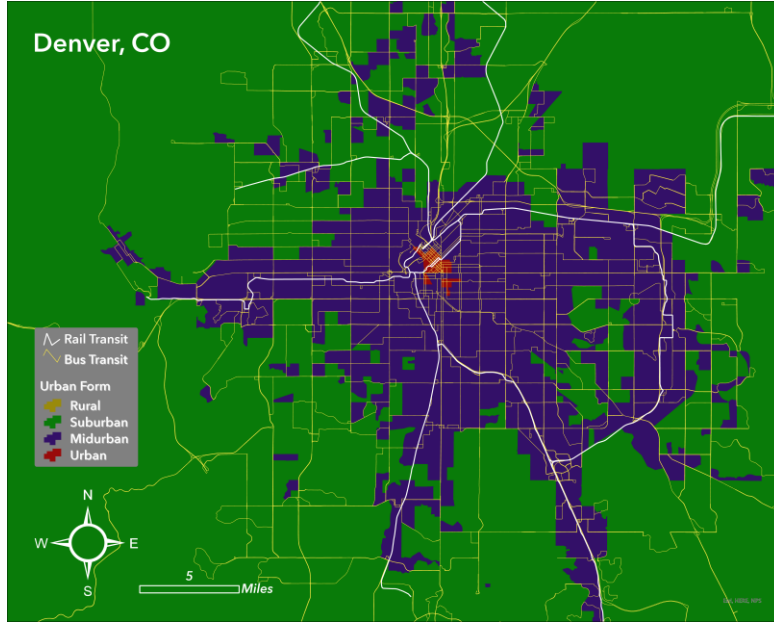 Denver, CO
Rail Transit
Bus Transit
Urban Form
Rural
Suburban
Midurban
Urban
N
W E
S
5
Miles